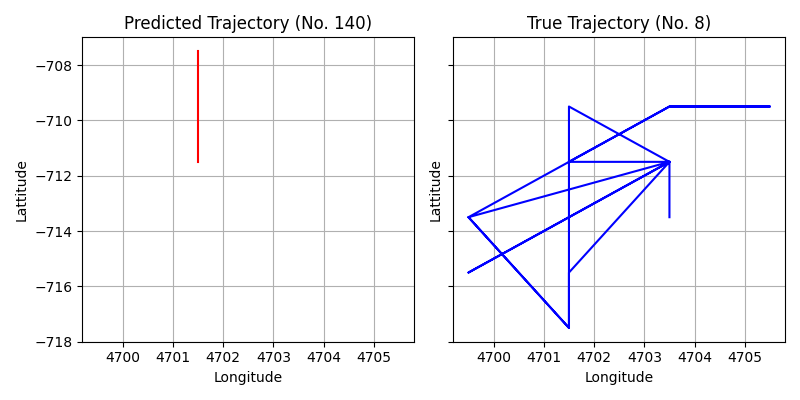 Predicted Trajectory (No. 140)
True Trajectory (No. 8)
Lattitude
−708
−710
−712
−714
−716
−718
4700 4701 4702 4703 4704 4705
Longitude
Lattitude
4700 4701 4702 4703 4704 4705
Longitude